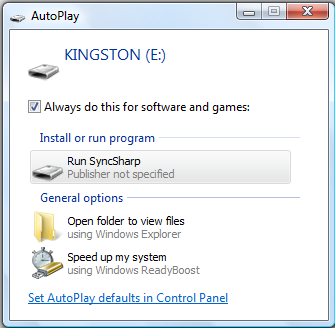 AutoPlay
KINGSTON (E:)
Always do this for software and games:
Install or run program
Run SyncSharp
Publisher not specified
General options
Open folder to view files
using Windows Explorer
Speed up my system
using Windows ReadyBoost
Set AutoPlay defaults in Control Panel